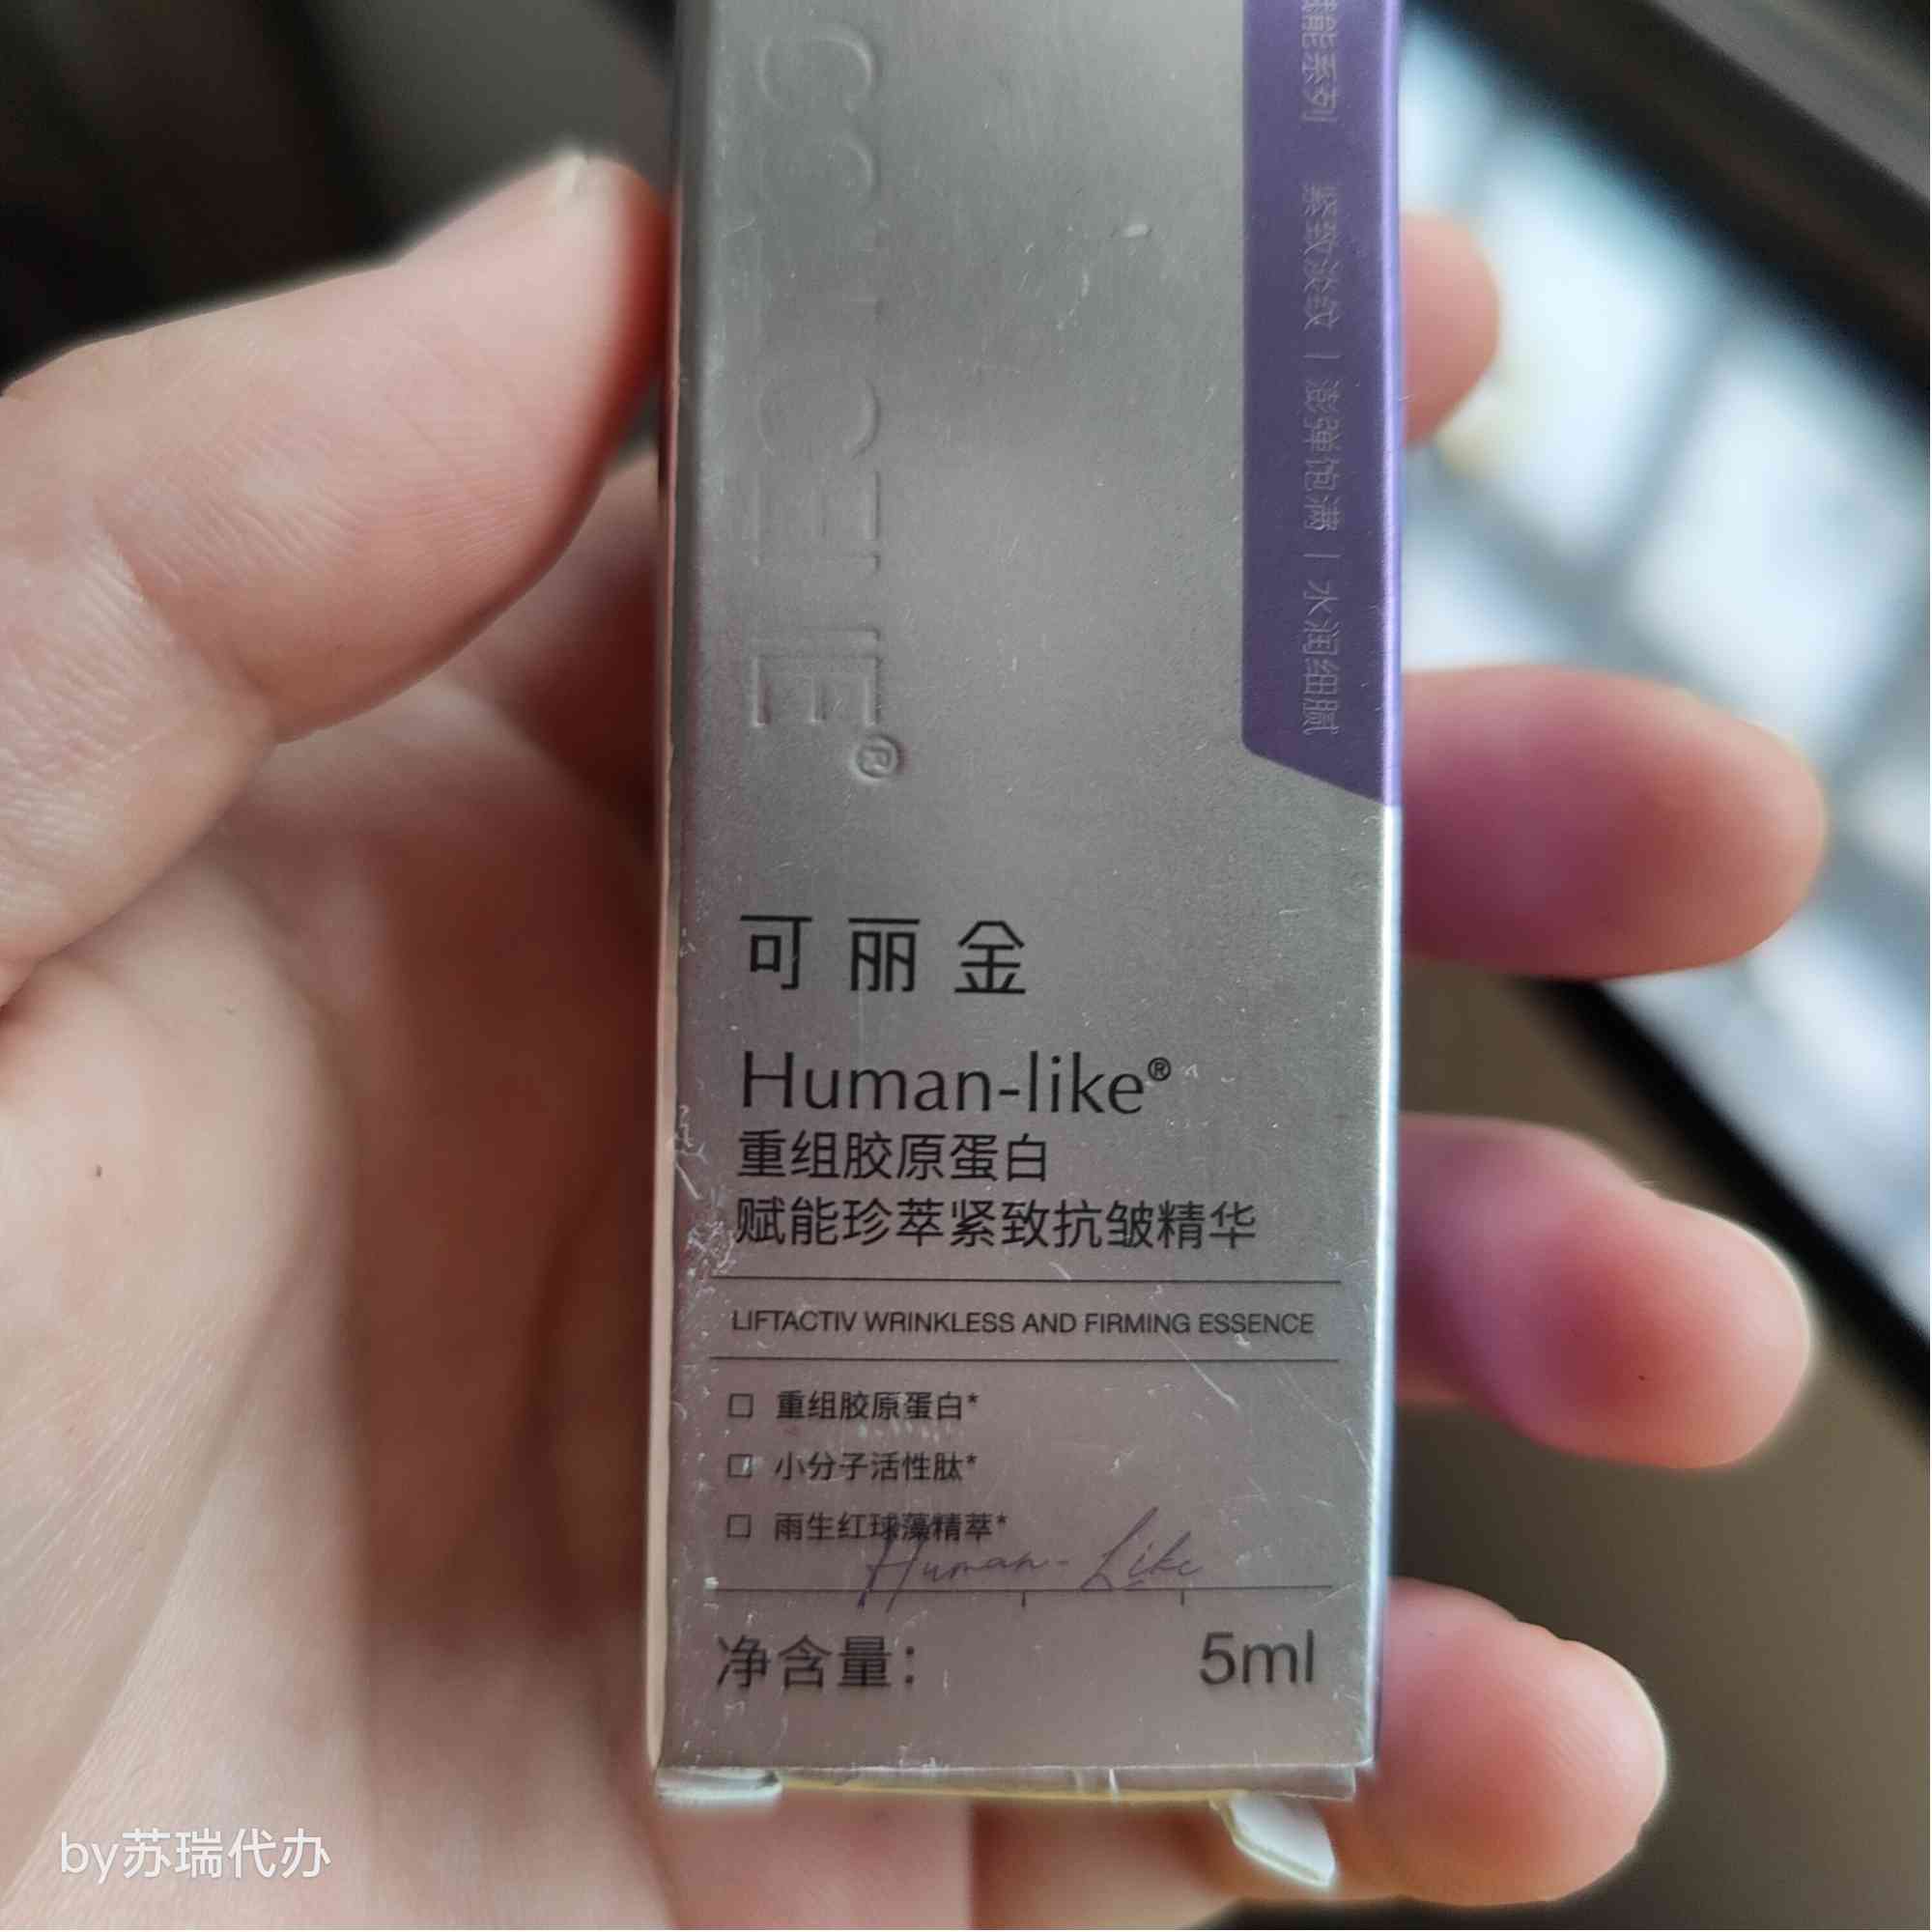 能系列 紧致淡纹 | 澎弹饱满 | 水润细腻
可丽金
Human-like®
重组胶原蛋白
赋能珍萃紧致抗皱精华
LIFTACTIV WRINKLESS AND FIRMING ESSENCE
□ 重组胶原蛋白*
□ 小分子活性肽*
□ 雨生红球藻精萃*
Human-Like
净含量: 5ml
by苏瑞代办